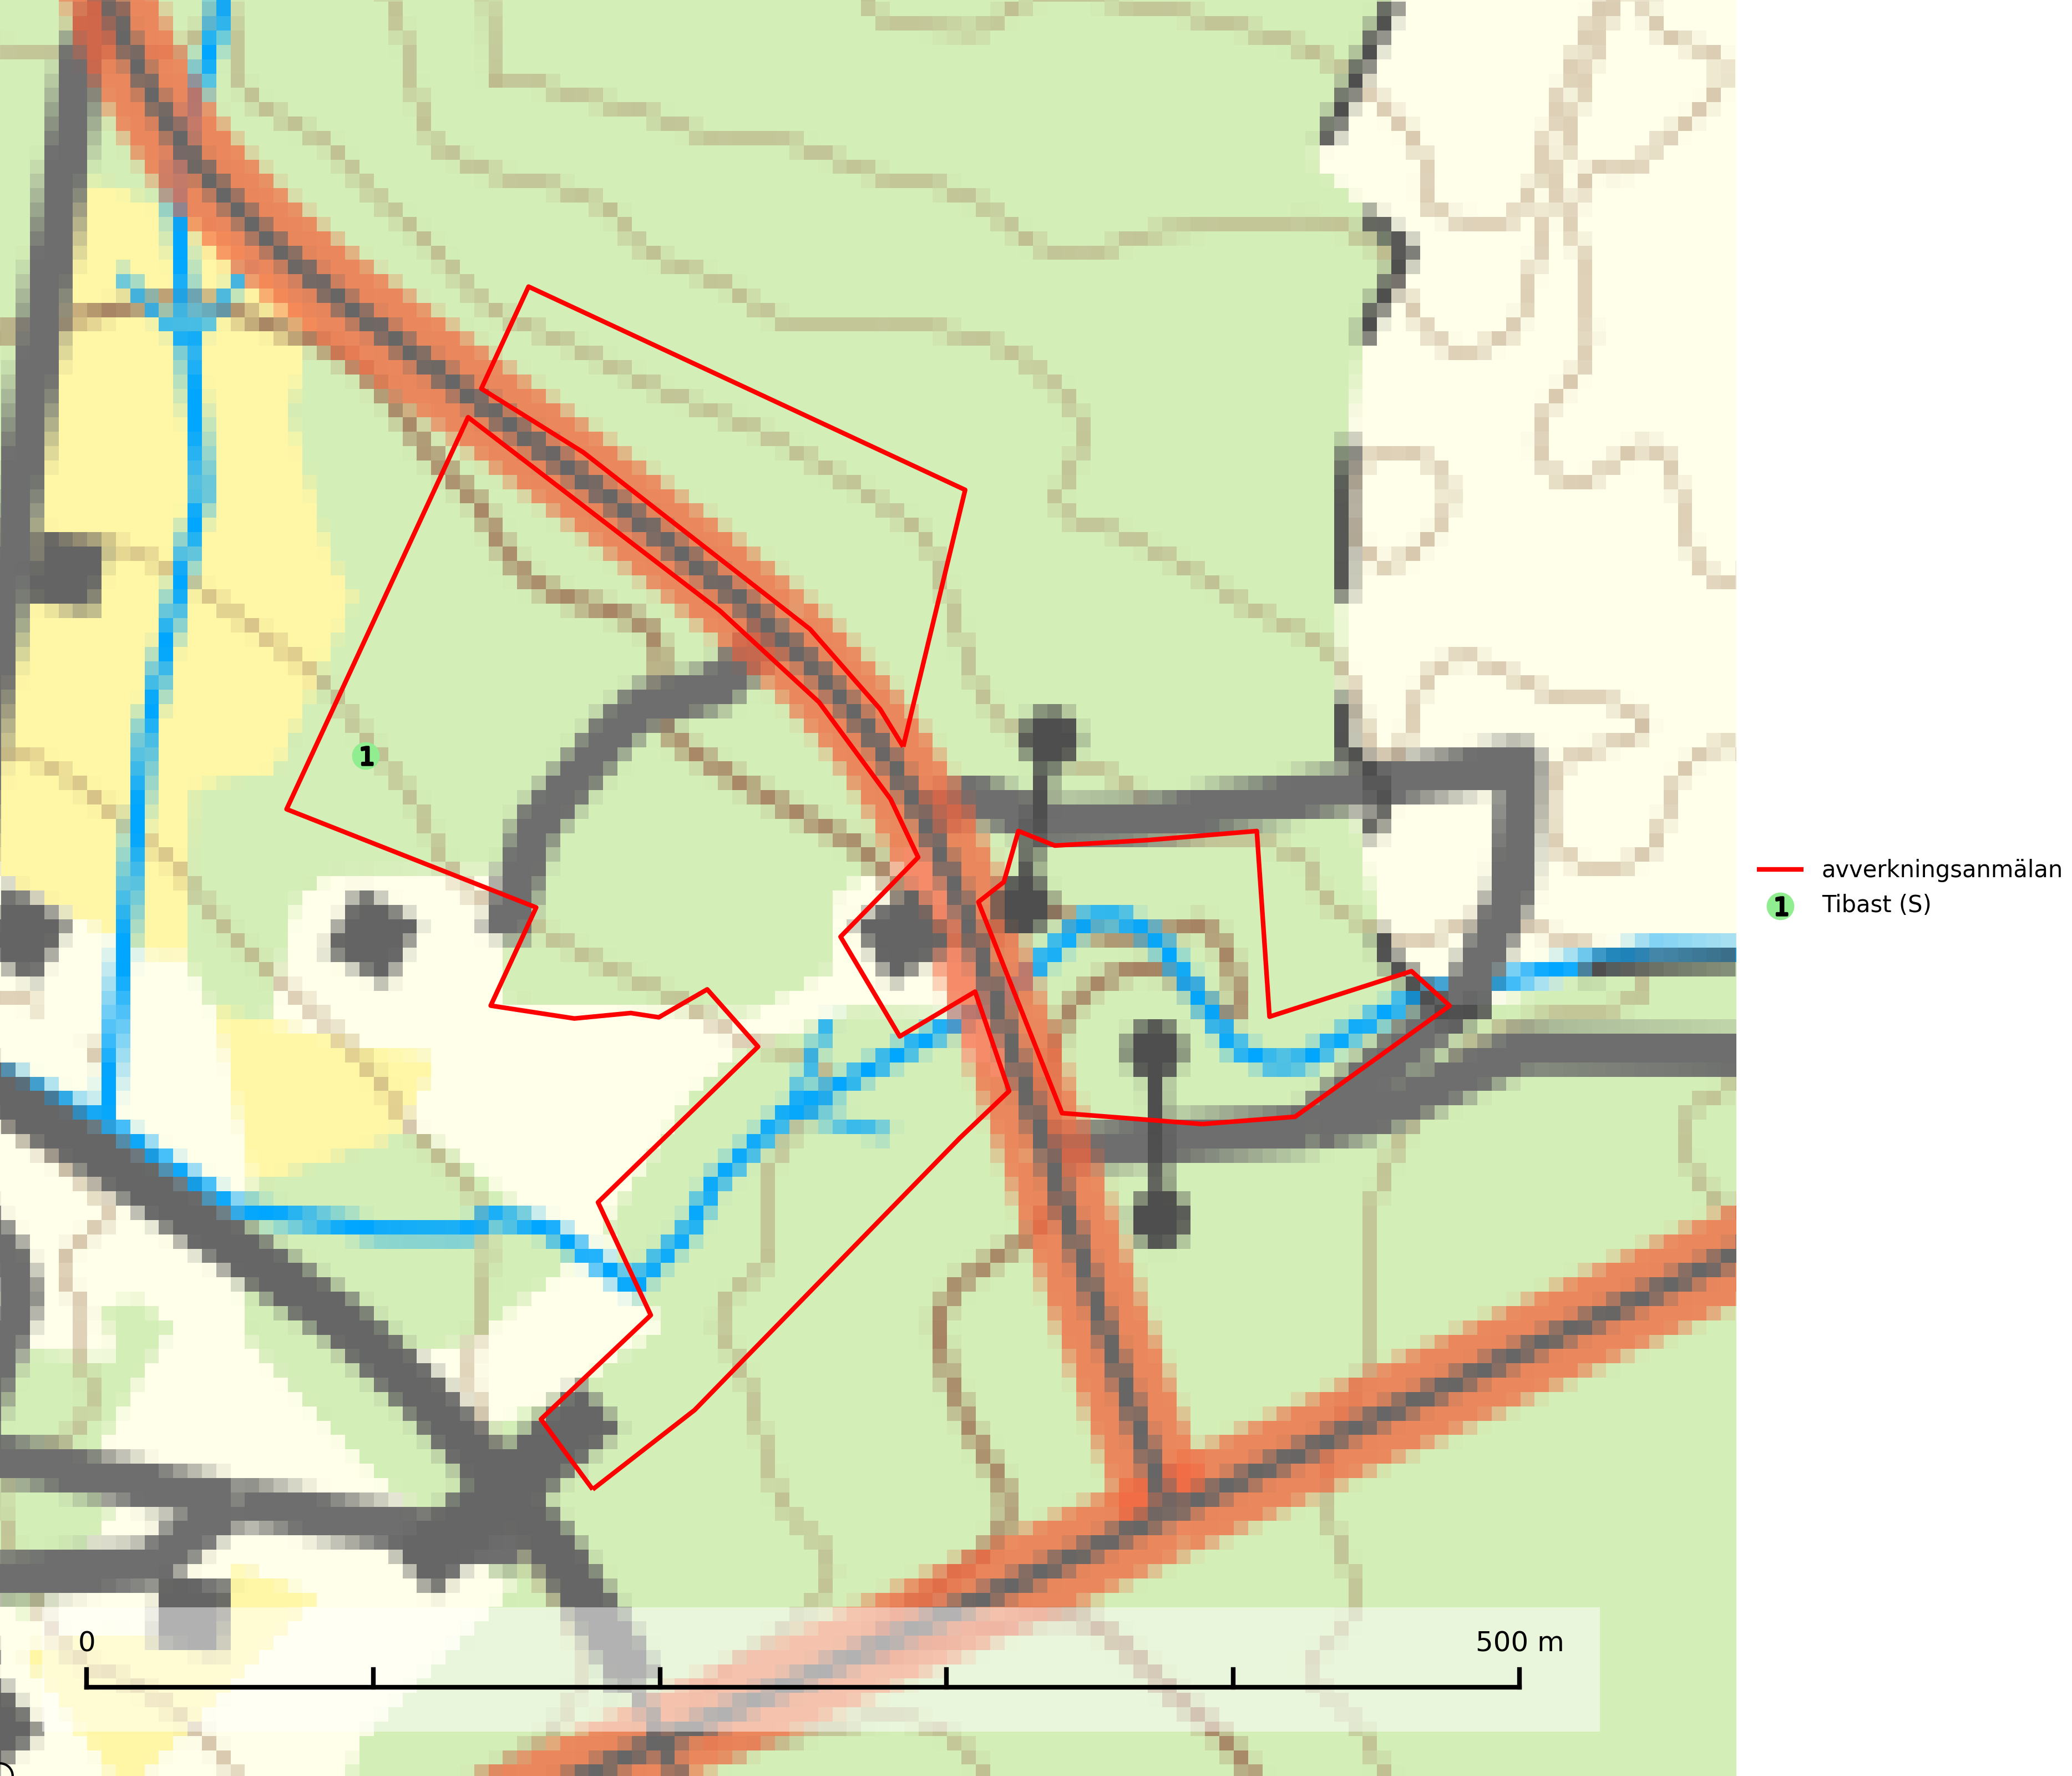 1
avverkningsanmälan
1 Tibast (S)
0 500 m